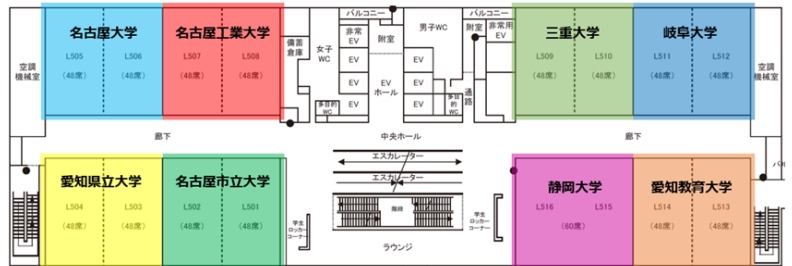 バルコニー
バルコニー
名古屋大学
名古屋工業大学
三重大学
岐阜大学
備蓄
倉庫
女子
WC
非常
EV
附室
男子WC
附室
非常用
EV
L505
L506
L507
L508
L509
L510
L511
L512
(48席)
(48席)
(48席)
(48席)
(48席)
(48席)
(48席)
(48席)
空調
機械室
空調
機械室
EV
EV
EV
EV
EV
EV
EV
ホール
多目的
WC
多目
的
WC
通
路
廊下
中央ホール
廊下
エスカレーター
エスカレーター
バル
愛知県立大学
名古屋市立大学
静岡大学
愛知教育大学
L504
L503
L502
L501
L516
L515
L514
L513
(48席)
(48席)
(48席)
(48席)
(60席)
(48席)
(48席)
階段
学生
ロッカー
コーナー
学生
ロッカー
コーナー
ラウンジ